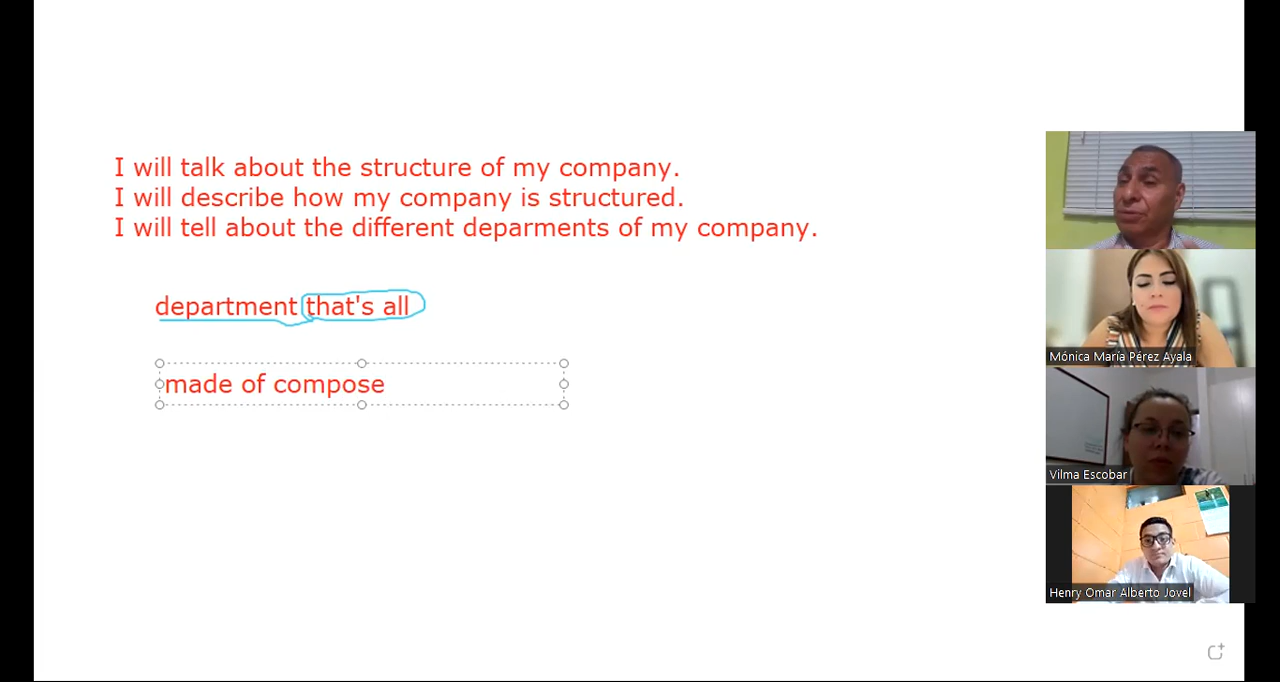 I will talk about the structure of my company.
I will describe how my company is structured.
I will tell about the different deparments of my company.
department that's all
made of compose
Mónica María Pérez Ayala
Vilma Escobar
Henry Omar Alberto Jovel